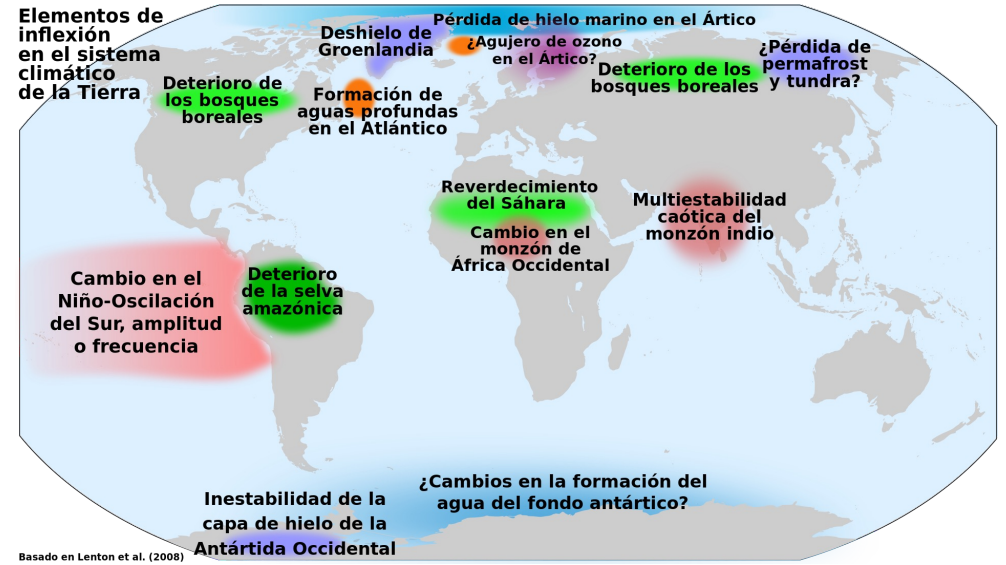 Elementos de
inflexión
en el sistema
climático
de la Tierra
Pérdida de hielo marino en el Ártico
Deshielo de
Groenlandia
¿Agujero de ozono
en el Ártico?
¿Pérdida de
permafrost
y tundra?
Deterioro de
los bosques
boreales
Formación de
aguas profundas
en el Atlántico
Deterioro de los
bosques boreales
Reverdecimiento
del Sáhara
Multiestabilidad
caótica del
monzón indio
Cambio en el
monzón de
África Occidental
Cambio en el
Niño-Oscilación
del Sur, amplitud
o frecuencia
Deterioro
de la selva
amazónica
¿Cambios en la formación del
agua del fondo antártico?
Inestabilidad de la
capa de hielo de la
Antártida Occidental
Basado en Lenton et al. (2008)